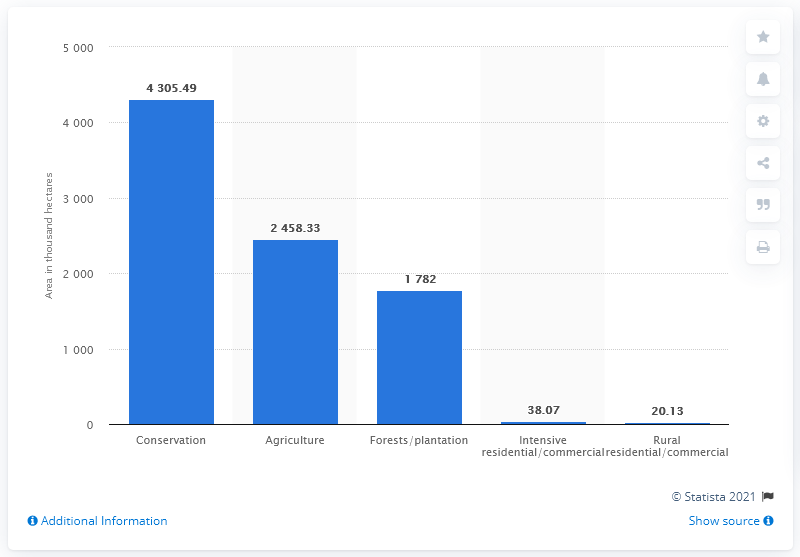 5 000
4 000
3 000
2 000
1 000
0
Area in thousand hectares
4 305.49
2 458.33
1 782
38.07
20.13
Conservation
Agriculture
Forests/plantation
Intensive
residential/commercial
Rural
residential/commercial
© Statista 2021
Additional Information
Show source